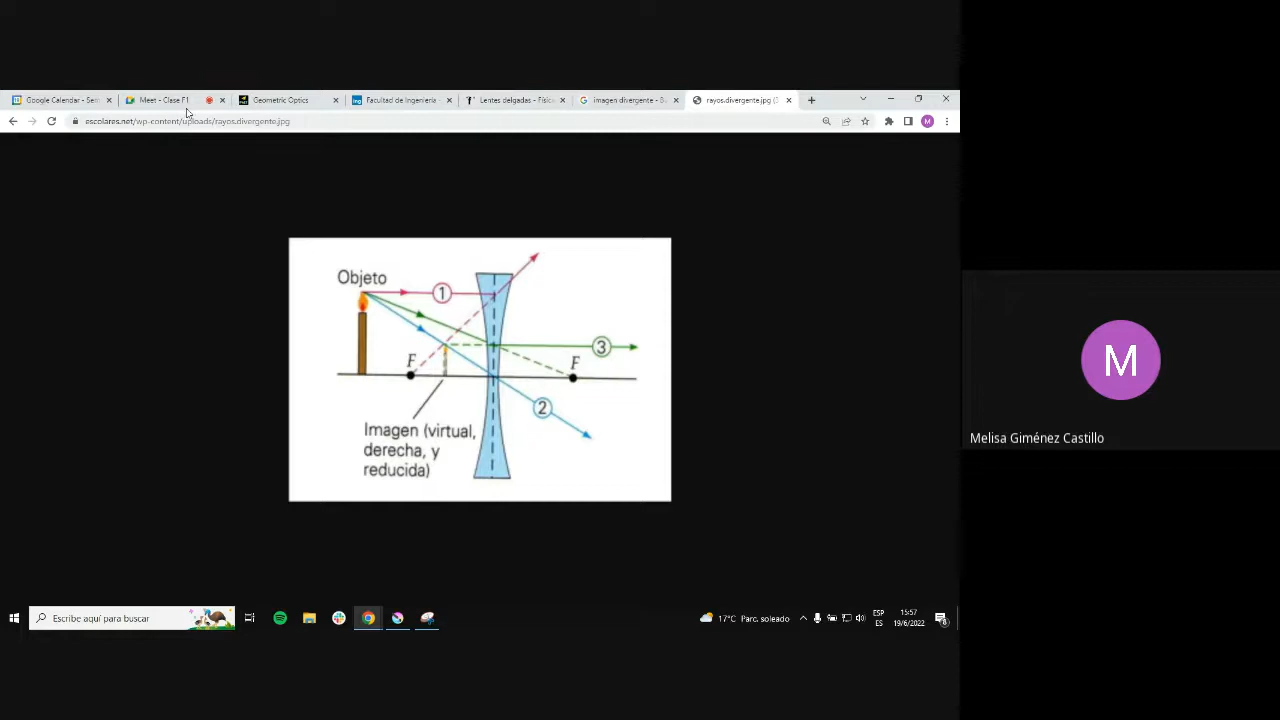 Google Calendar - Sem
Meet - Clase F1
Geometric Optics
Facultad de Ingeniería -
Lentes delgadas - Físic
imagen divergente - B
rayos.divergente.jpg (
escolares.net/wp-content/uploads/rayos.divergente.jpg
M
Objeto
1
3
F
F
2
Imagen (virtual,
derecha, y
reducida)
M
Melisa Giménez Castillo
Escribe aquí para buscar
17°C Parc. soleado
ESP
ES
15:57
19/6/2022